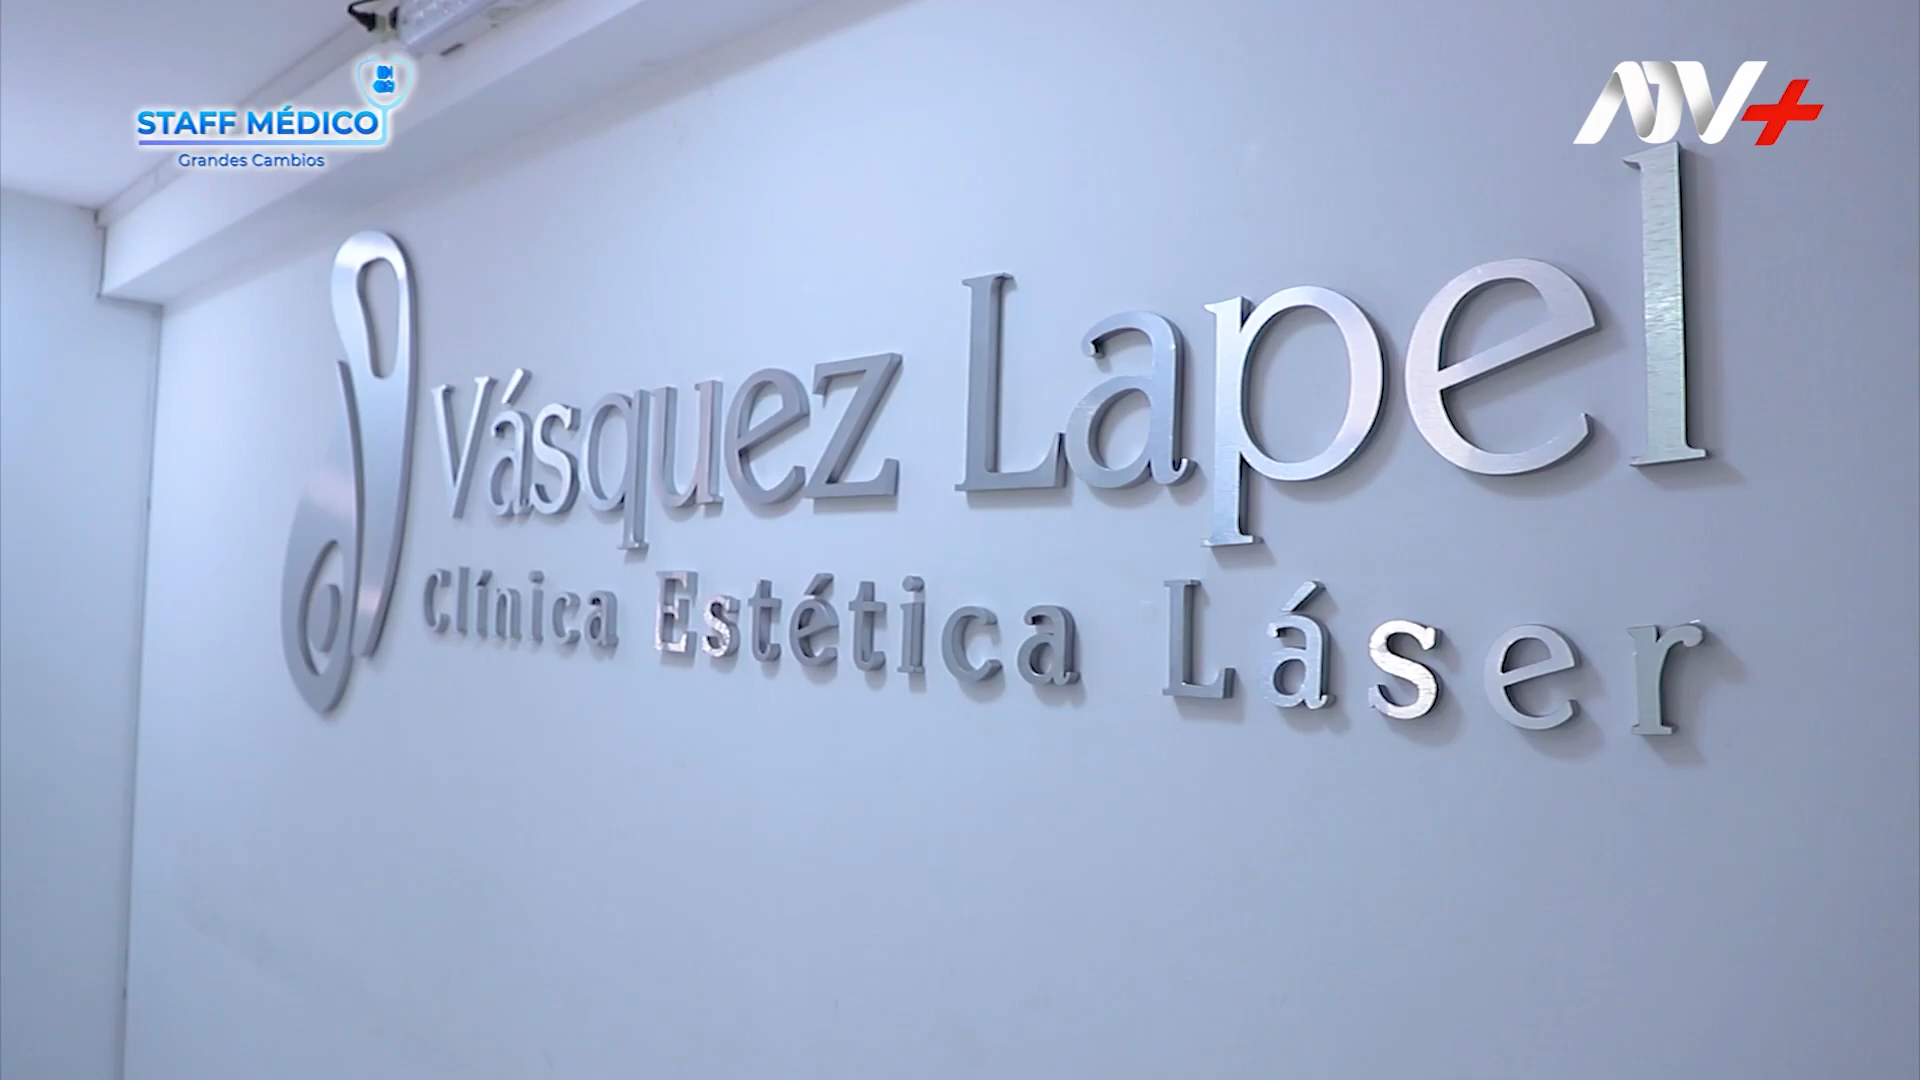 STAFF MÉDICO
Grandes Cambios
ATV+
Vásquez Lapel
Clínica Estética Láser